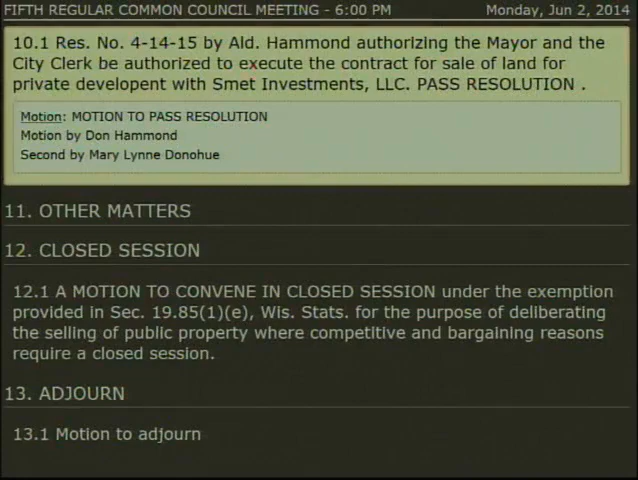 FIFTH REGULAR COMMON COUNCIL MEETING - 6:00 PM Monday, Jun 2, 2014
10.1 Res. No. 4-14-15 by Ald. Hammond authorizing the Mayor and the
City Clerk be authorized to execute the contract for sale of land for
private developent with Smet Investments, LLC. PASS RESOLUTION .
Motion: MOTION TO PASS RESOLUTION
Motion by Don Hammond
Second by Mary Lynne Donohue
11. OTHER MATTERS
12. CLOSED SESSION
12.1 A MOTION TO CONVENE IN CLOSED SESSION under the exemption
provided in Sec. 19.85(1)(e), Wis. Stats. for the purpose of deliberating
the selling of public property where competitive and bargaining reasons
require a closed session.
13. ADJOURN
13.1 Motion to adjourn